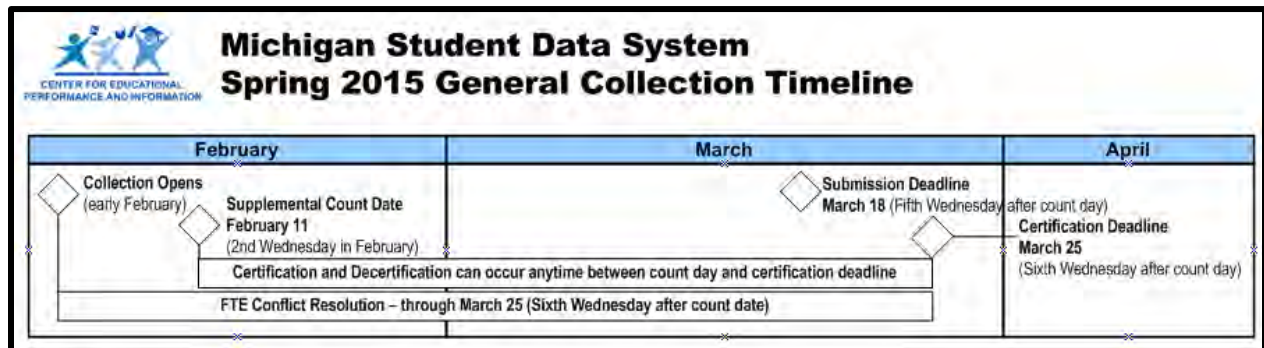 CENTER FOR EDUCATIONAL
PERFORMANCE AND INFORMATION
Michigan Student Data System
Spring 2015 General Collection Timeline
February
March
April
Collection Opens
(early February)
Supplemental Count Date
February 11
(2nd Wednesday in February)
Submission Deadline
March 18 (Fifth Wednesday after count day)
Certification Deadline
March 25
(Sixth Wednesday after count day)
Certification and Decertification can occur anytime between count day and certification deadline
FTE Conflict Resolution – through March 25 (Sixth Wednesday after count date)